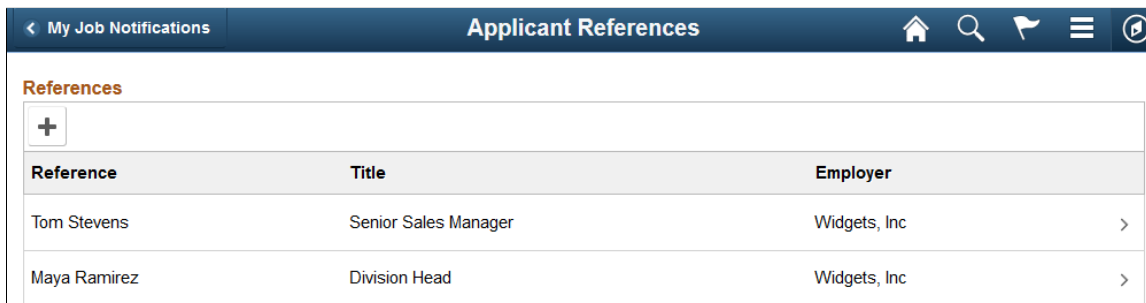 My Job Notifications Applicant References
References
Reference Title Employer
Tom Stevens Senior Sales Manager Widgets, Inc
Maya Ramirez Division Head Widgets, Inc